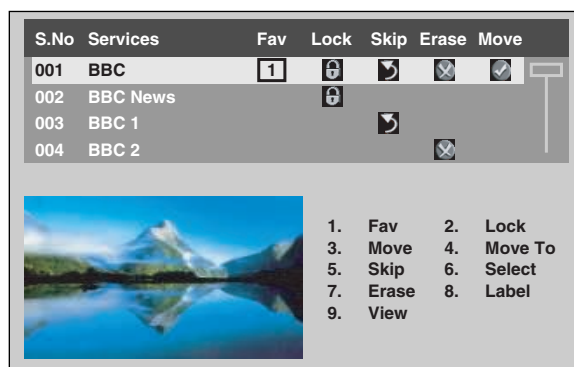 S.No Services Fav Lock Skip Erase Move
001 BBC 1
002 BBC News
003 BBC 1
004 BBC 2
1. Fav 2. Lock
3. Move 4. Move To
5. Skip 6. Select
7. Erase 8. Label
9. View